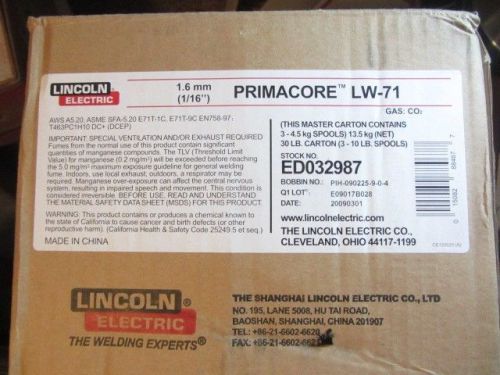 LINCOLN
ELECTRIC
1.6 mm
(1/16")
PRIMACORE™ LW-71
AWS A5.20, ASME SFA-5.20 E71T-1C, E71T-9C EN758-97:
T463PC1H10 DC+ (DCEP)
GAS: CO₂
IMPORTANT: SPECIAL VENTILATION AND/OR EXHAUST REQUIRED
Fumes from the normal use of this product contain significant
quantities of manganese compounds. The TLV (Threshold Limit
Value) for manganese (0.2 mg/m³) will be exceeded before reaching
the 5.0 mg/m³ maximum exposure guideline for general welding
fume. Indoors, use local exhaust, outdoors, a respirator may be
required. Manganese overexposure can affect the central nervous
system, resulting in impaired speech and movement. This condition is
considered irreversible. BEFORE USE, READ AND UNDERSTAND
THE MATERIAL SAFETY DATA SHEET (MSDS) FOR THIS PRODUCT.
WARNING: This product contains or produces a chemical known to
the state of California to cause cancer and birth defects (or other
reproductive harm). (California Health & Safety Code 25249.5 et seq.)
MADE IN CHINA
(THIS MASTER CARTON CONTAINS
3 - 4.5 kg SPOOLS) 13.5 kg (NET)
30 LB. CARTON (3 - 10 LB. SPOOLS)
STOCK NO.
ED032987
BOBBIN NO.: PIH-090225-9-0-4
Q1 LOT: E09017B028
DATE: 20090301
www.lincolnelectric.com
THE LINCOLN ELECTRIC CO.,
CLEVELAND, OHIO 44117-1199
LINCOLN
ELECTRIC
THE WELDING EXPERTS®
THE SHANGHAI LINCOLN ELECTRIC CO., LTD
NO. 195, LANE 5008, HU TAI ROAD,
BAOSHAN, SHANGHAI, CHINA 201907
TEL: +86-21-6602-6620
FAX: +86-21-6602-6621